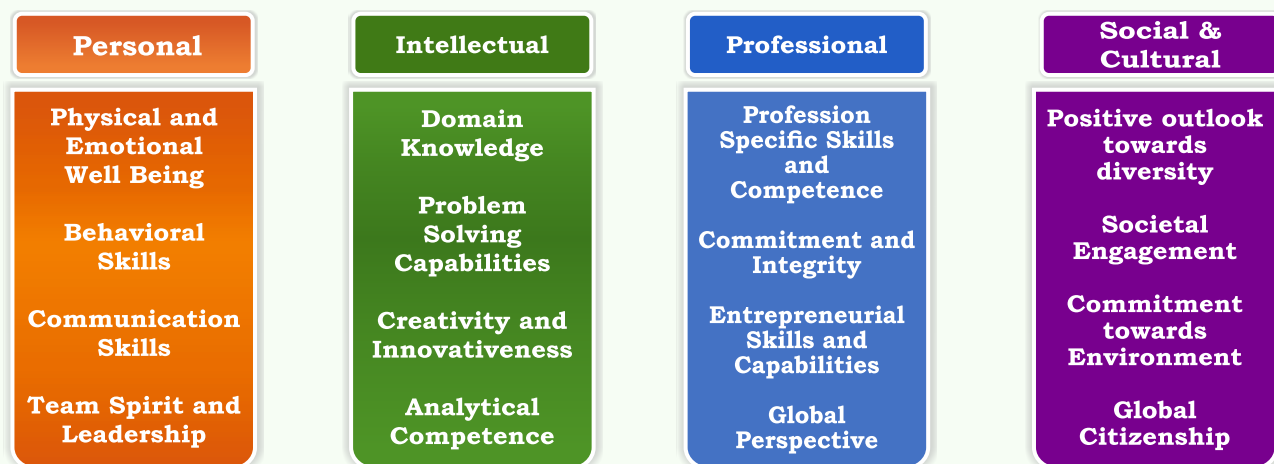 Personal
Physical and
Emotional
Well Being
Behavioral
Skills
Communication
Skills
Team Spirit and
Leadership
Intellectual
Domain
Knowledge
Problem
Solving
Capabilities
Creativity and
Innovativeness
Analytical
Competence
Professional
Profession
Specific Skills
and
Competence
Commitment and
Integrity
Entrepreneurial
Skills and
Capabilities
Global
Perspective
Social &
Cultural
Positive outlook
towards
diversity
Societal
Engagement
Commitment
towards
Environment
Global
Citizenship